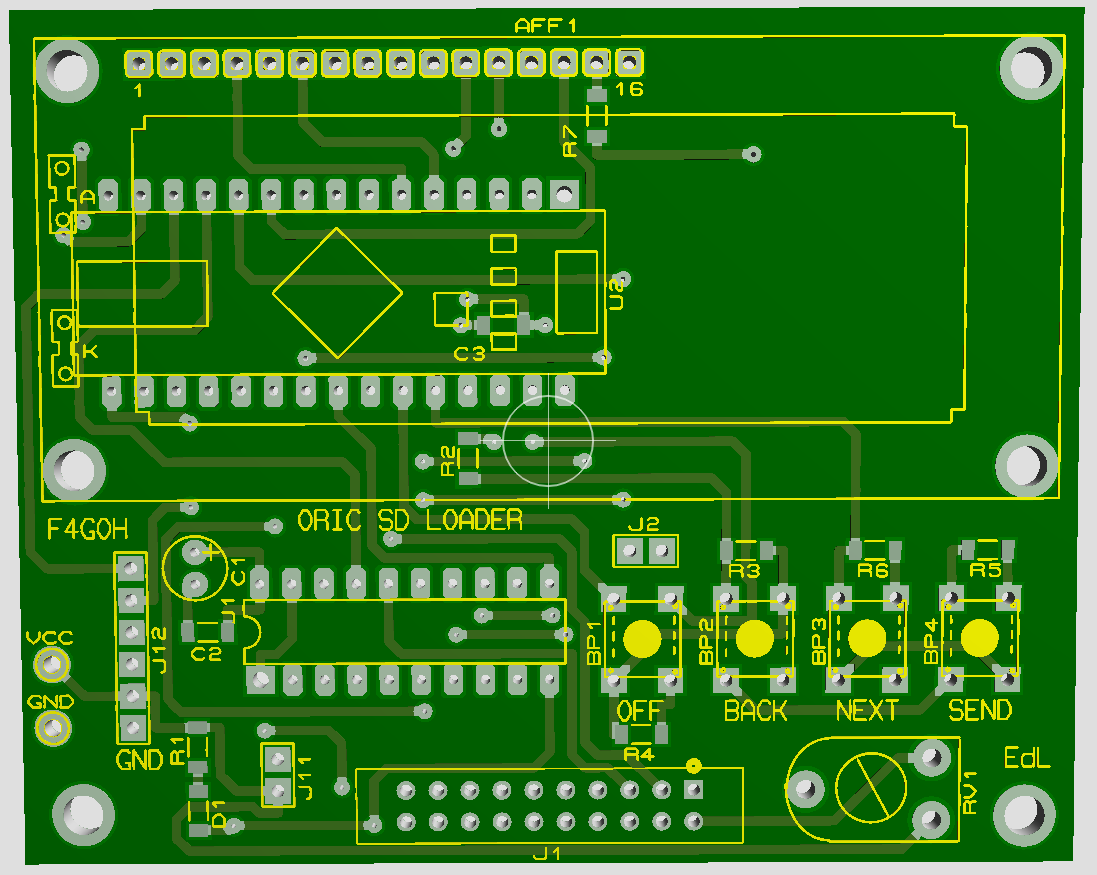 AFF1
1
16
R7
A
U2
K
C3
R2
F4GOH
ORIC SD LOADER
J2
+
C1
R3
R6
R5
J1
VCC
J12
C2
BP1
BP2
BP3
BP4
GND
OFF
BACK
NEXT
SEND
R1
GND
R4
EdL
J11
RV1
D1
J1